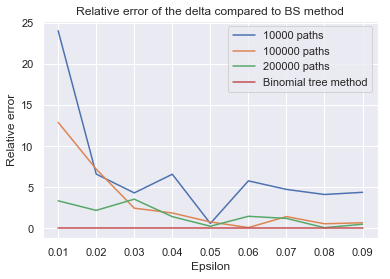 Relative error of the delta compared to BS method
Relative error
25
20
15
10
5
0
10000 paths
100000 paths
200000 paths
Binomial tree method
0.01 0.02 0.03 0.04 0.05 0.06 0.07 0.08 0.09
Epsilon